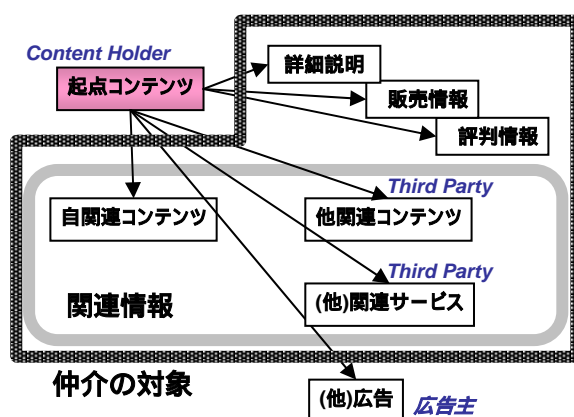 Content Holder
起点コンテンツ
詳細説明
販売情報
評判情報
Third Party
自関連コンテンツ
他関連コンテンツ
Third Party
関連情報
(他)関連サービス
仲介の対象
(他)広告
広告主